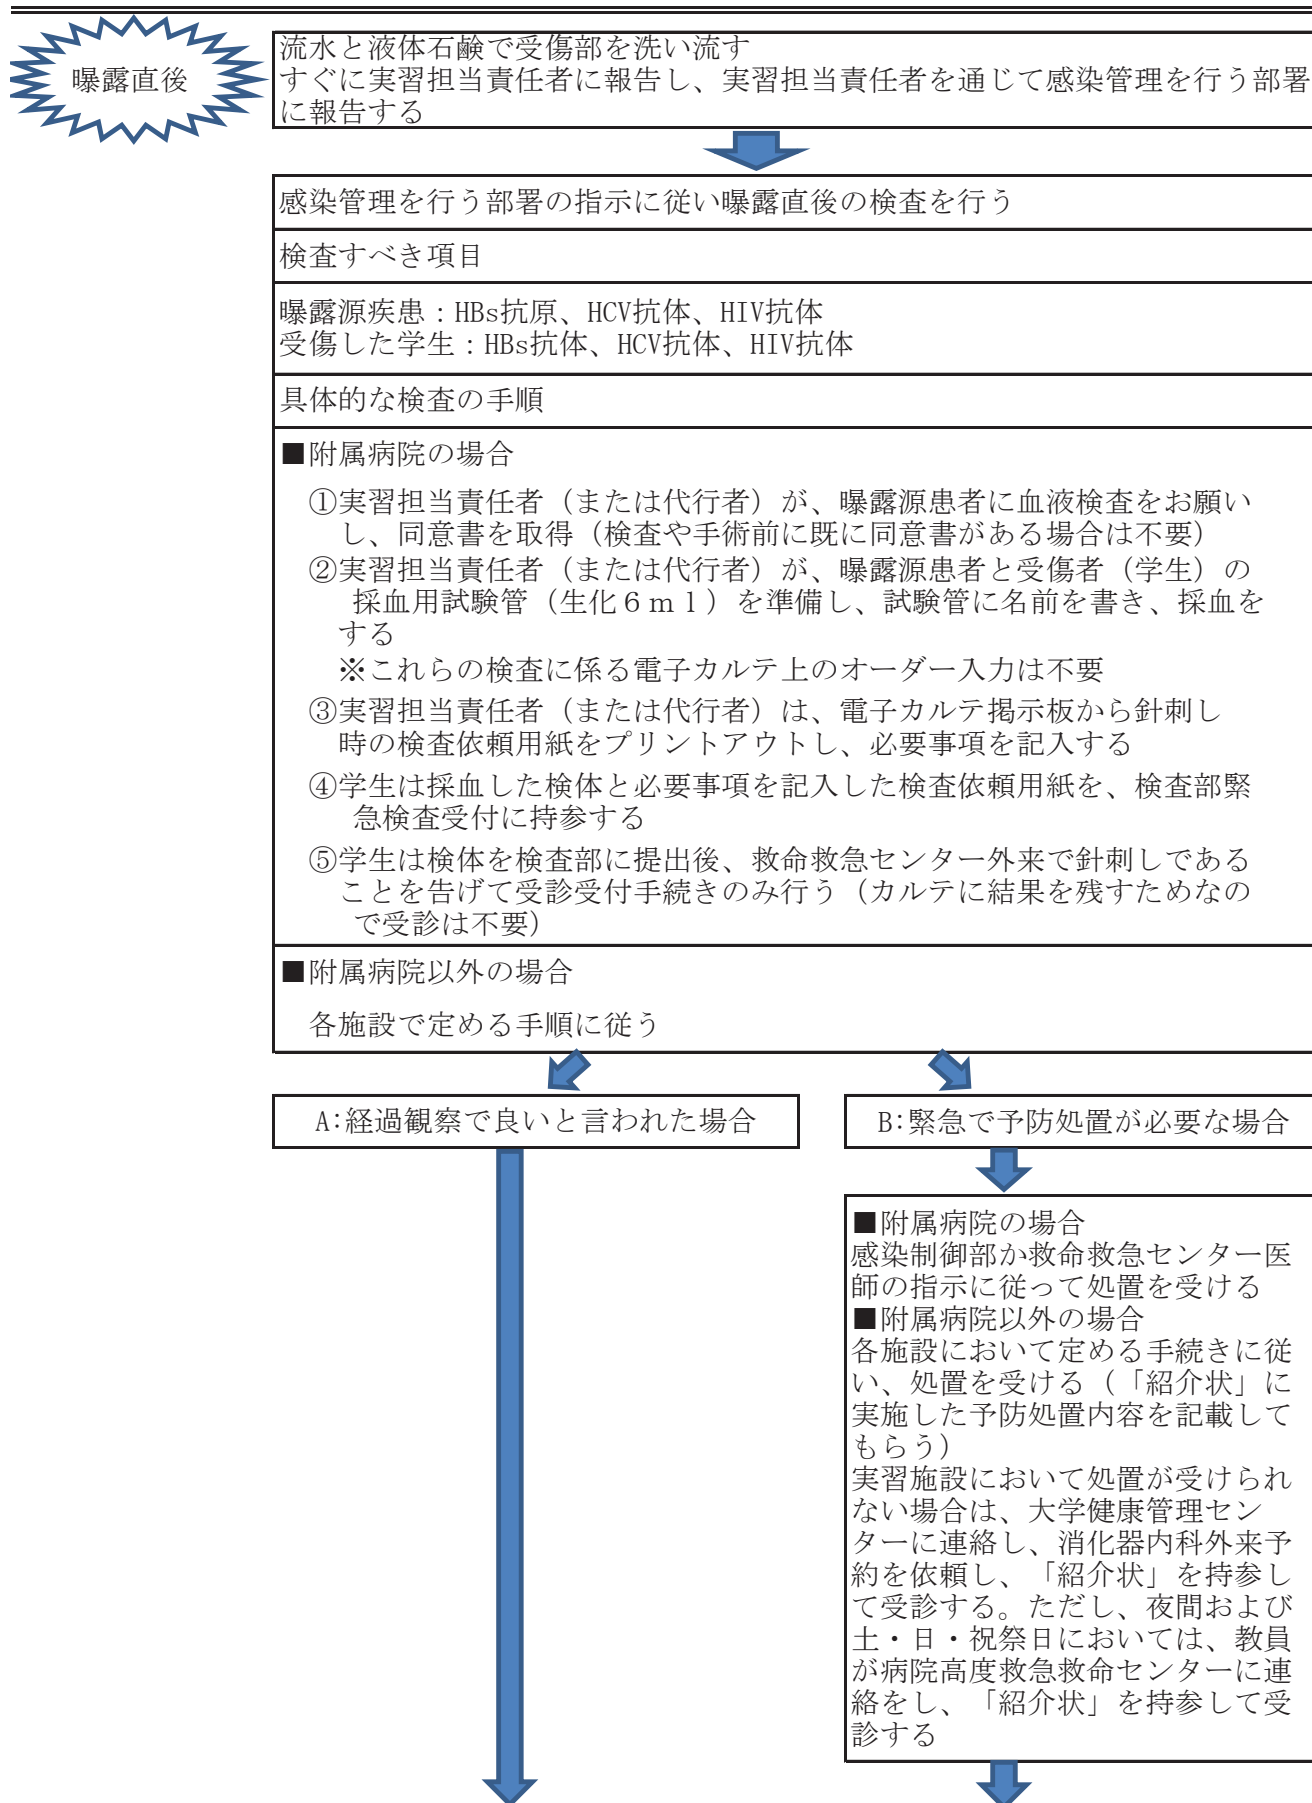 曝露直後
流水と液体石鹸で受傷部を洗い流す
すぐに実習担当責任者に報告し、実習担当責任者を通じて感染管理を行う部署
に報告する
感染管理を行う部署の指示に従い曝露直後の検査を行う
検査すべき項目
曝露源疾患：HBs抗原、HCV抗体、HIV抗体
受傷した学生：HBs抗体、HCV抗体、HIV抗体
具体的な検査の手順
■附属病院の場合
①実習担当責任者（または代行者）が、曝露源患者に血液検査をお願い
し、同意書を取得（検査や手術前に既に同意書がある場合は不要）
②実習担当責任者（または代行者）が、曝露源患者と受傷者（学生）の
採血用試験管（生化６ｍｌ）を準備し、試験管に名前を書き、採血を
する
※これらの検査に係る電子カルテ上のオーダー入力は不要
③実習担当責任者（または代行者）は、電子カルテ掲示板から針刺し
時の検査依頼用紙をプリントアウトし、必要事項を記入する
④学生は採血した検体と必要事項を記入した検査依頼用紙を、検査部緊
急検査受付に持参する
⑤学生は検体を検査部に提出後、救命救急センター外来で針刺しである
ことを告げて受診受付手続きのみ行う（カルテに結果を残すためなの
で受診は不要）
■附属病院以外の場合
各施設で定める手順に従う
A:経過観察で良いと言われた場合
B:緊急で予防処置が必要な場合
■附属病院の場合
感染制御部か救命救急センター医
師の指示に従って処置を受ける
■附属病院以外の場合
各施設において定める手続きに従
い、処置を受ける（「紹介状」に
実施した予防処置内容を記載して
もらう）
実習施設において処置が受けられ
ない場合は、大学健康管理セン
ターに連絡し、消化器内科外来予
約を依頼し、「紹介状」を持参し
て受診する。ただし、夜間および
土・日・祝祭日においては、教員
が病院高度救急救命センターに連
絡をし、「紹介状」を持参して受
診する